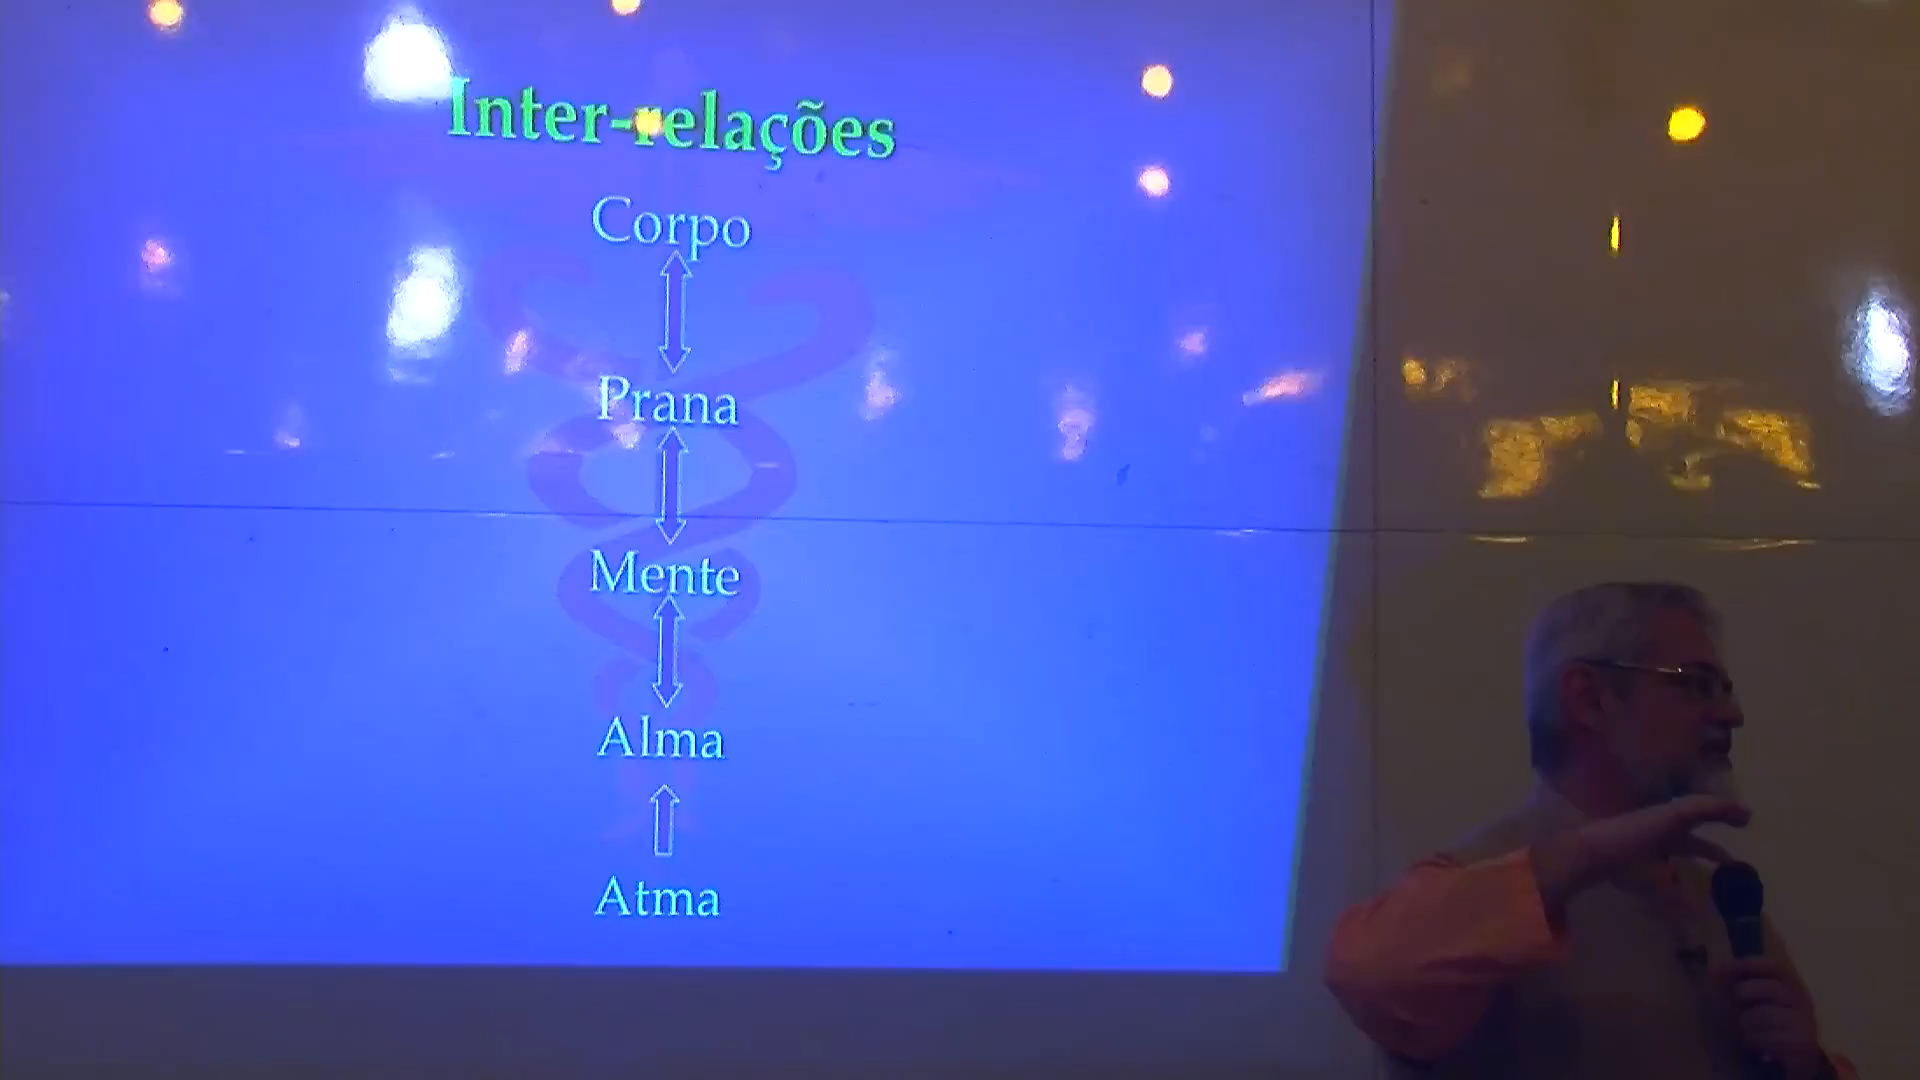 Inter-relações
Corpo
Prana
Mente
Alma
Atma